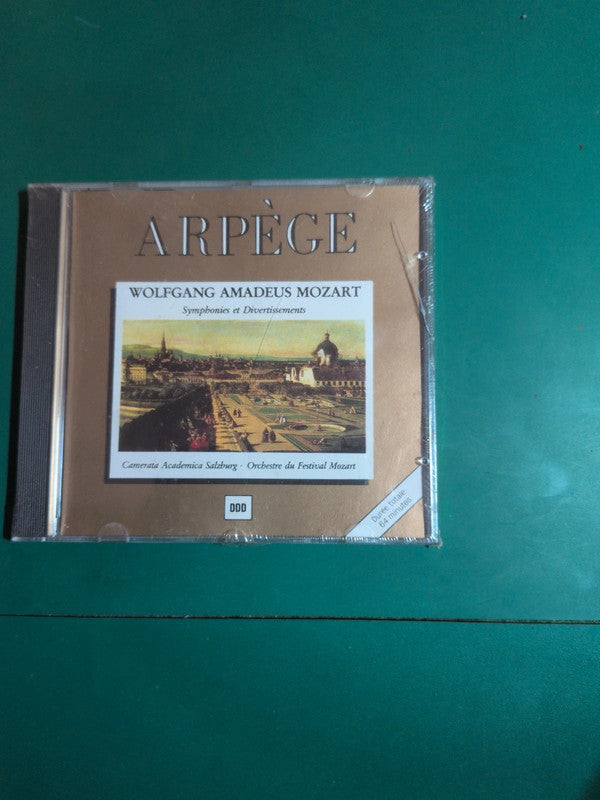 ARPÈGE
WOLFGANG AMADEUS MOZART
Symphonies et Divertissements
Camerata Academica Salzburg · Orchestre du Festival Mozart
DDD
Durée totale:
64 minutes